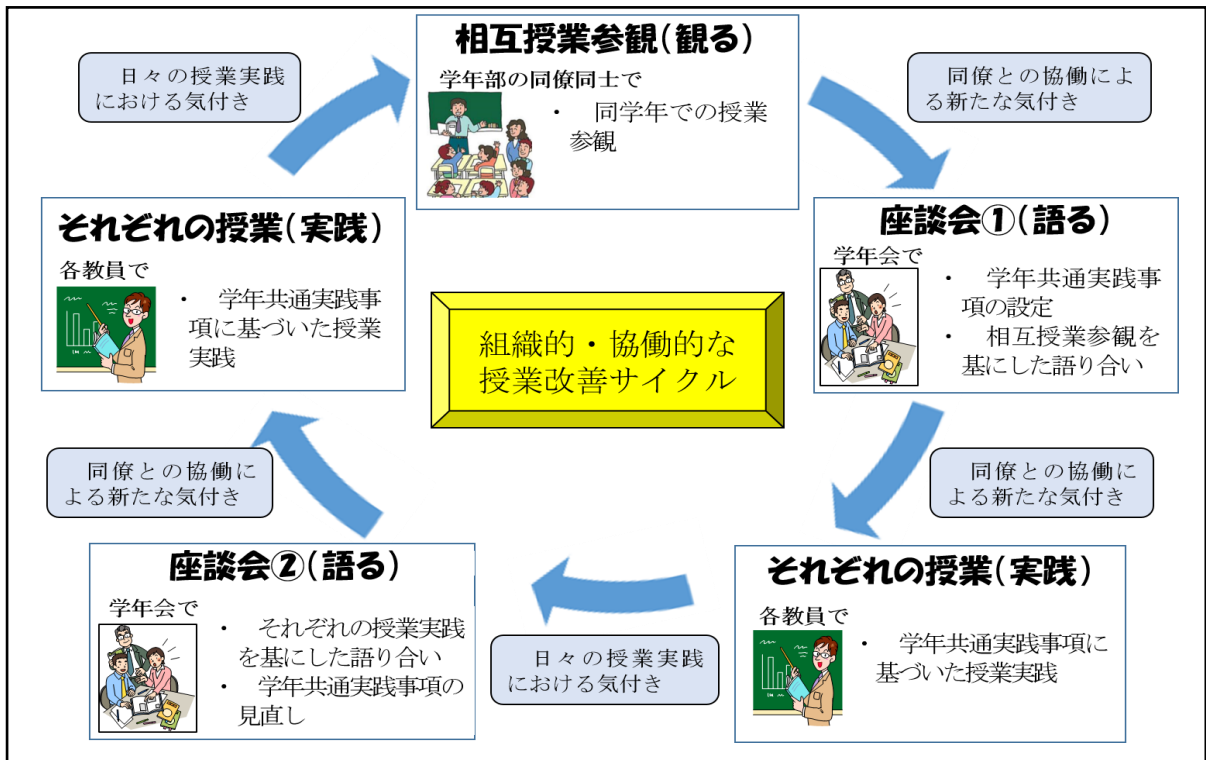 相互授業参観(観る)
学年部の同僚同士で
・　同学年での授業
参観
同僚との協働によ
る新たな気付き
座談会①(語る)
学年会で
・　学年共通実践事
項の設定
・　相互授業参観を
基にした語り合い
同僚との協働に
よる新たな気付き
それぞれの授業(実践)
各教員で
・　学年共通実践事項に
基づいた授業実践
日々の授業実践
における気付き
座談会②(語る)
学年会で
・　それぞれの授業実践
を基にした語り合い
・　学年共通実践事項の
見直し
同僚との協働に
よる新たな気付き
それぞれの授業(実践)
各教員で
・　学年共通実践事
項に基づいた授業
実践
日々の授業実践
における気付き
組織的・協働的な
授業改善サイクル